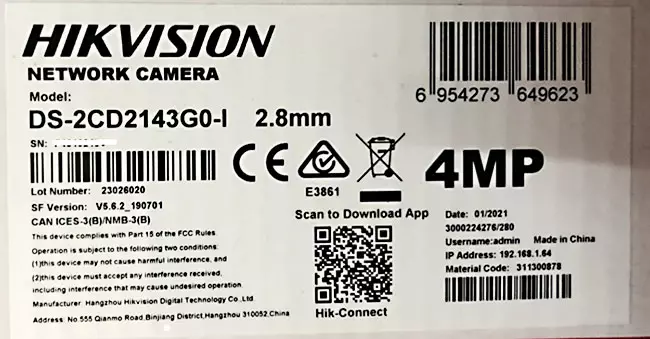 HIKVISION
NETWORK CAMERA
Model:
DS-2CD2143G0-I 2.8mm
6 954273 649623
SN:
Lot Number: 23026020
SF Version: V5.6.2_190701
CAN ICES-3(B)/NMB-3(B)
This device complies with Part 15 of the FCC Rules.
Operation is subject to the following two conditions:
(1)this device may not cause harmful interference, and
(2)this device must accept any interference received,
including interference that may cause undesired operation.
Manufacturer: Hangzhou Hikvision Digital Technology Co., Ltd.
Address: No.555 Qianmo Road,Binjiang District,Hangzhou 310052,China
CE
E3861
4MP
Scan to Download App
Hik-Connect
Date: 01/2021
3000224276/280
Username:admin Made in China
IP Address: 192.168.1.64
Material Code: 311300878